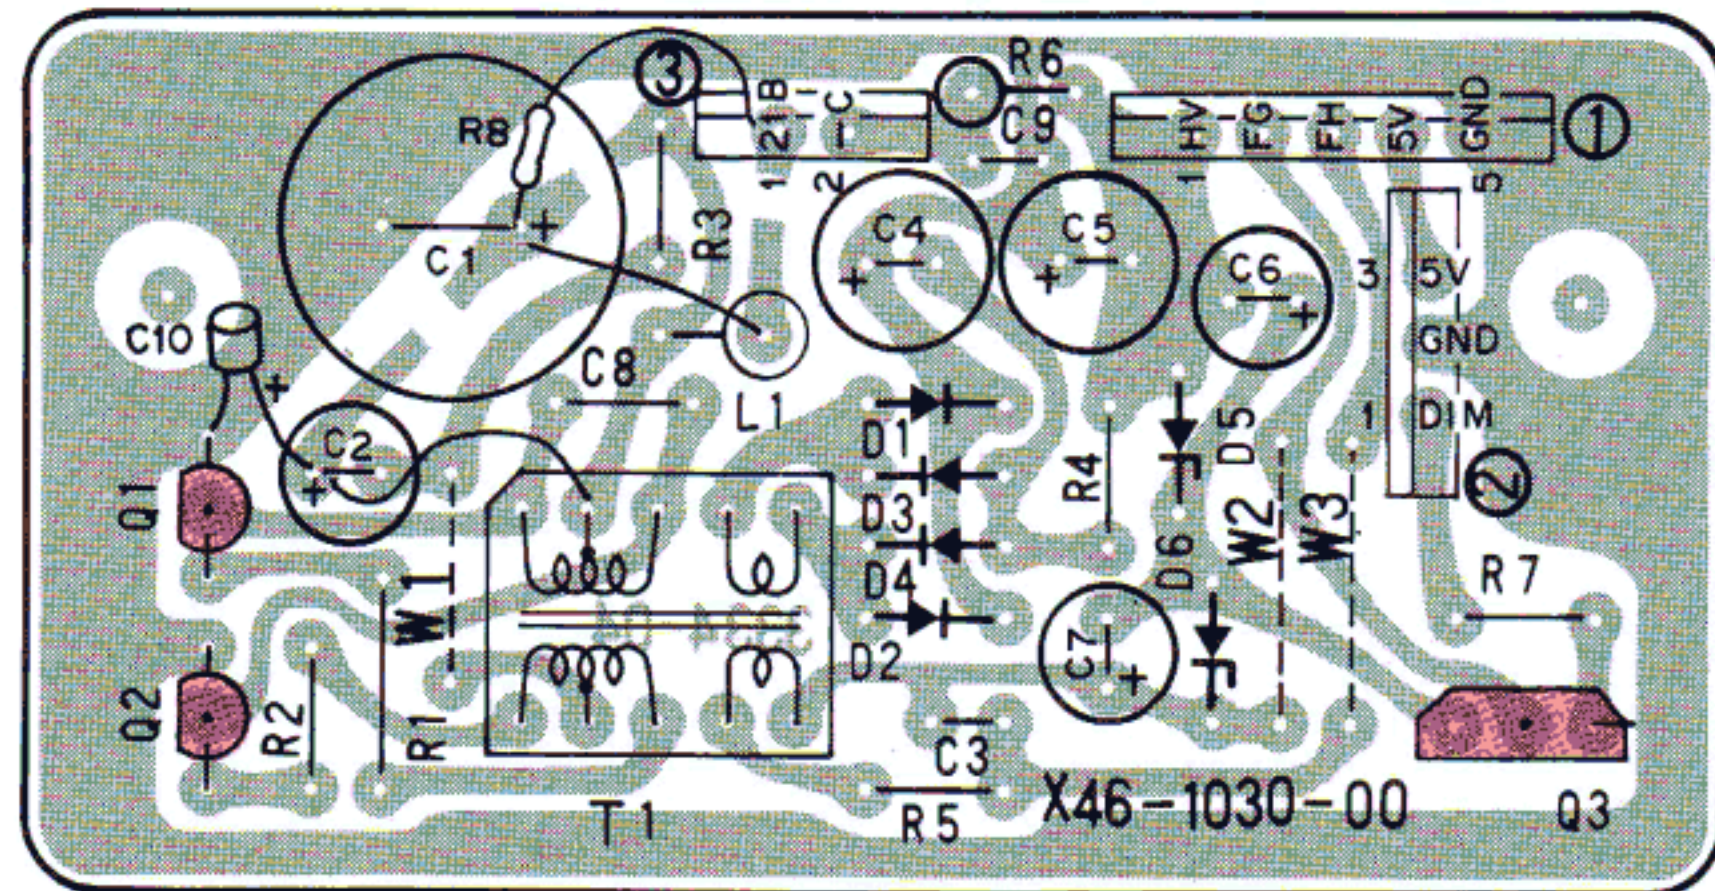 3
R6
R8
21B
-C
C9
HV
FG
FH
5V
GND
1
1
2
1
5
C1
+
R3
C4
+
C5
+
C6
+
3
5V
GND
1
DIM
2
C10
+
C8
L1
C2
+
D1
D3
D4
D2
R4
D5
D6
W2
W3
Q1
Q2
W1
R2
R1
R7
C7
+
C3
R5
T1
X46-1030-00
Q3